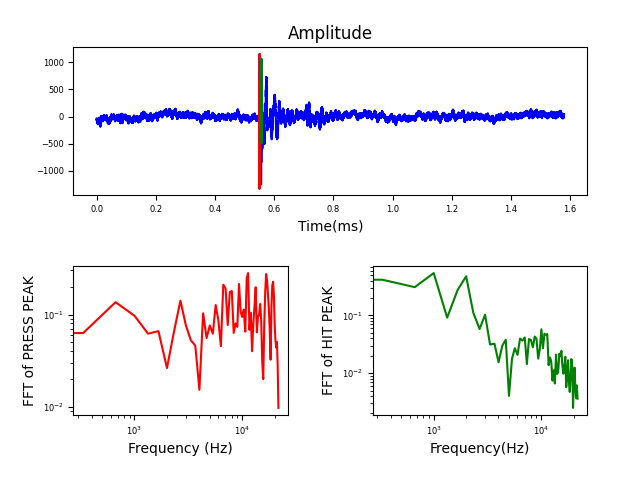 Amplitude
1000
500
0
−500
−1000
0.0 0.2 0.4 0.6 0.8 1.0 1.2 1.4 1.6
Time(ms)
FFT of PRESS PEAK
10⁻¹
10⁻²
10³ 10⁴
Frequency (Hz)
FFT of HIT PEAK
10⁻¹
10⁻²
10³ 10⁴
Frequency(Hz)